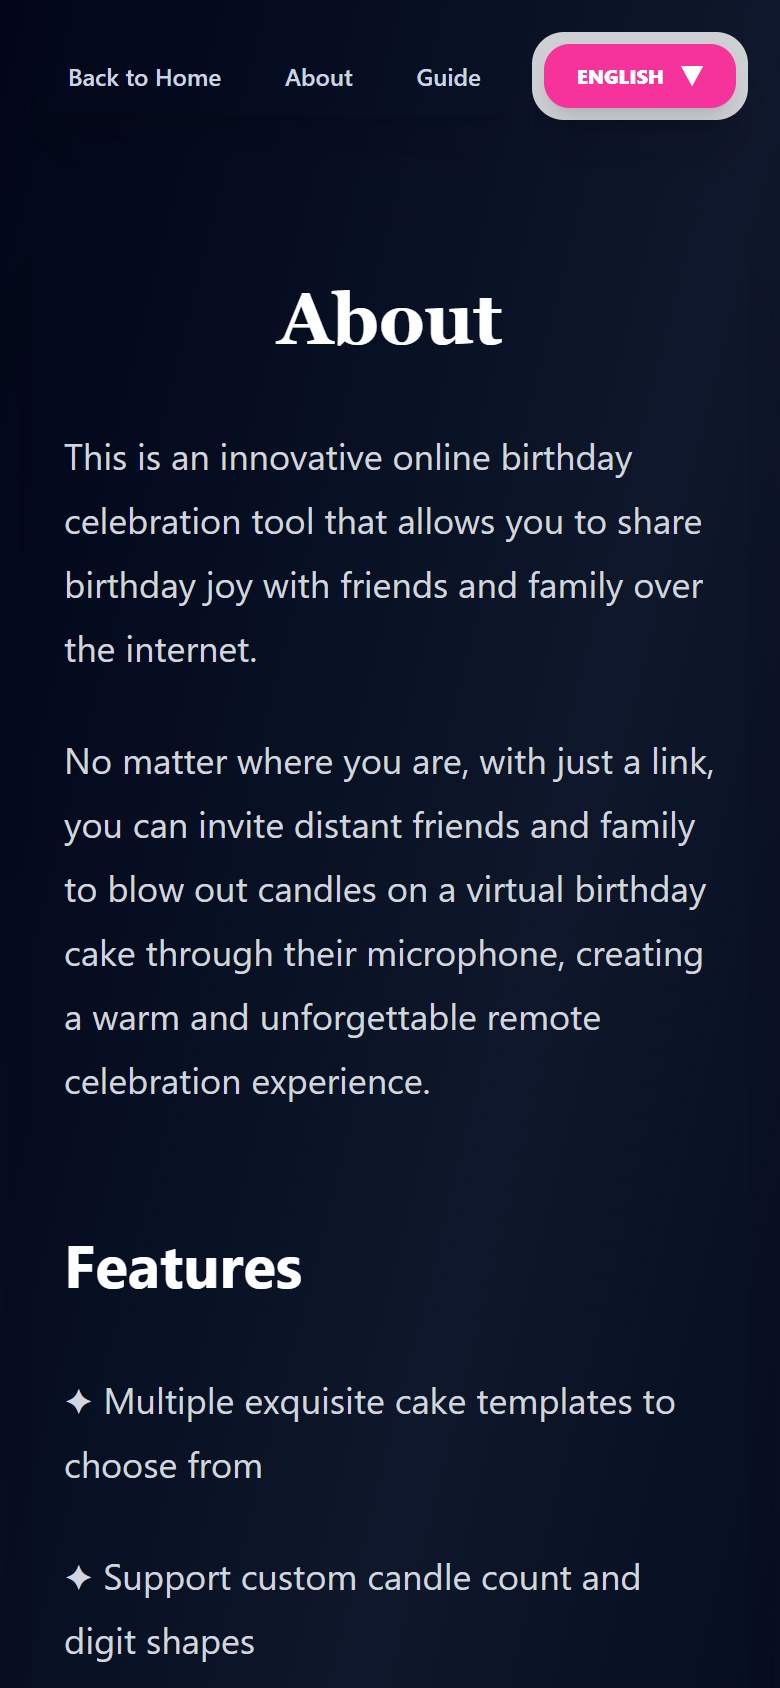 Back to Home About Guide ENGLISH ▼
About
This is an innovative online birthday
celebration tool that allows you to share
birthday joy with friends and family over
the internet.
No matter where you are, with just a link,
you can invite distant friends and family
to blow out candles on a virtual birthday
cake through their microphone, creating
a warm and unforgettable remote
celebration experience.
Features
✦ Multiple exquisite cake templates to
choose from
✦ Support custom candle count and
digit shapes